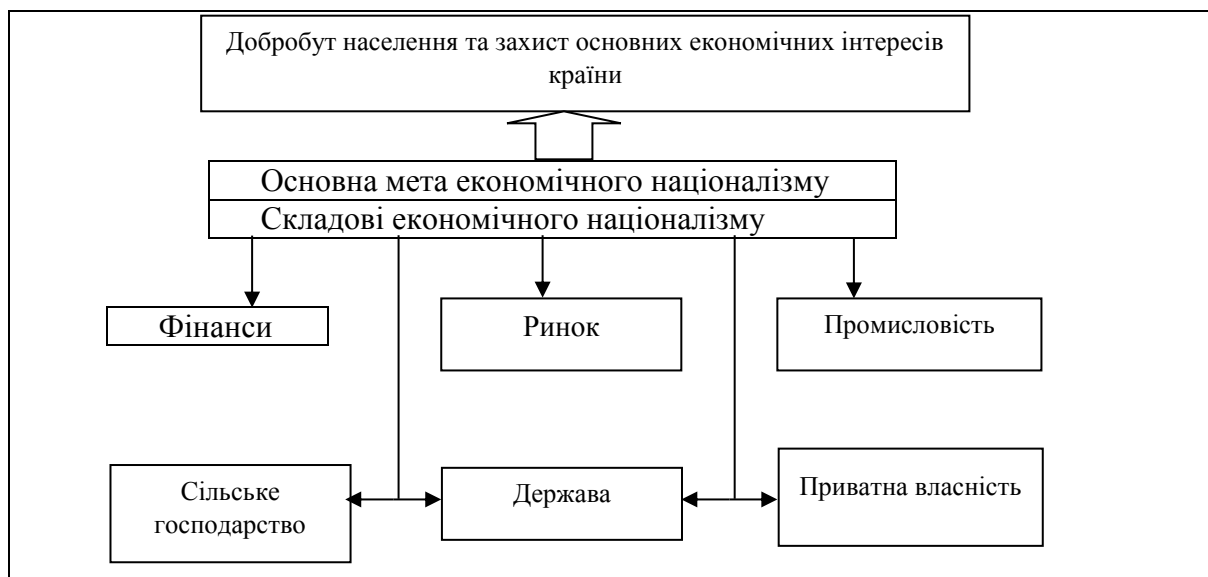 Добробут населення та захист основних економічних інтересів
країни
Основна мета економічного націоналізму
Складові економічного націоналізму
Фінанси
Ринок
Промисловість
Сільське
господарство
Держава
Приватна власність